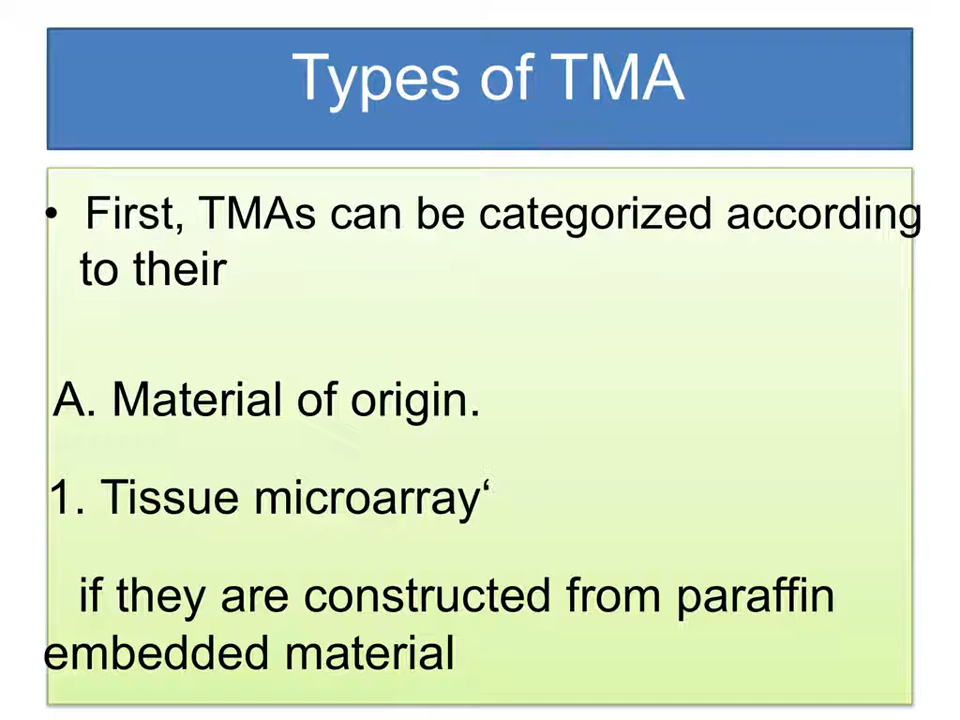 Types of TMA
• First, TMAs can be categorized according
to their
A. Material of origin.
1. Tissue microarray‘
if they are constructed from paraffin
embedded material